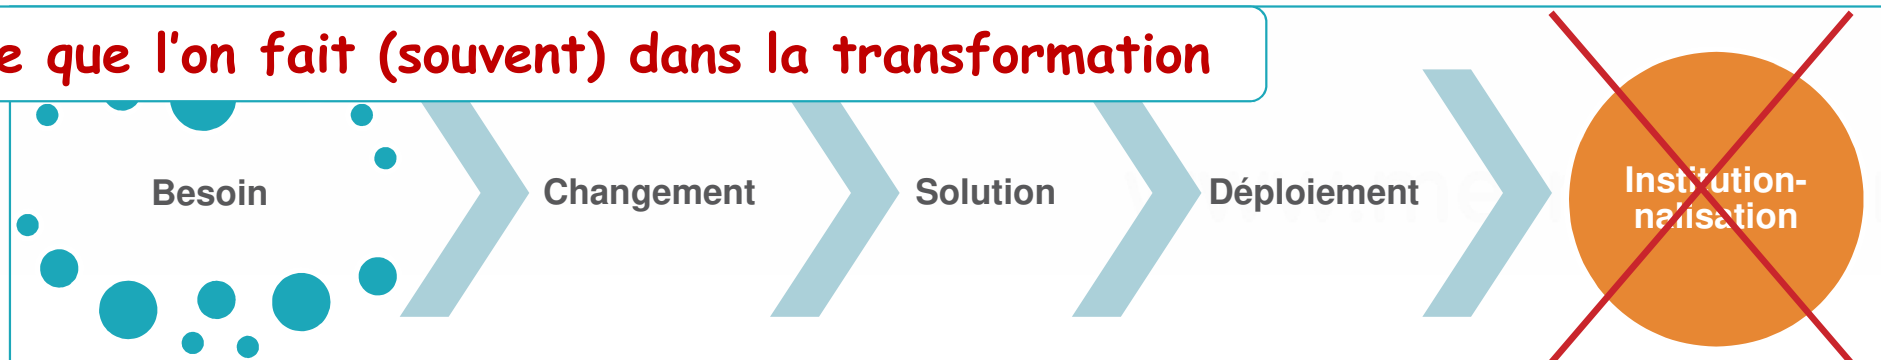 e que l'on fait (souvent) dans la transformation
Besoin
Changement
Solution
Déploiement
Institution-
nalisation